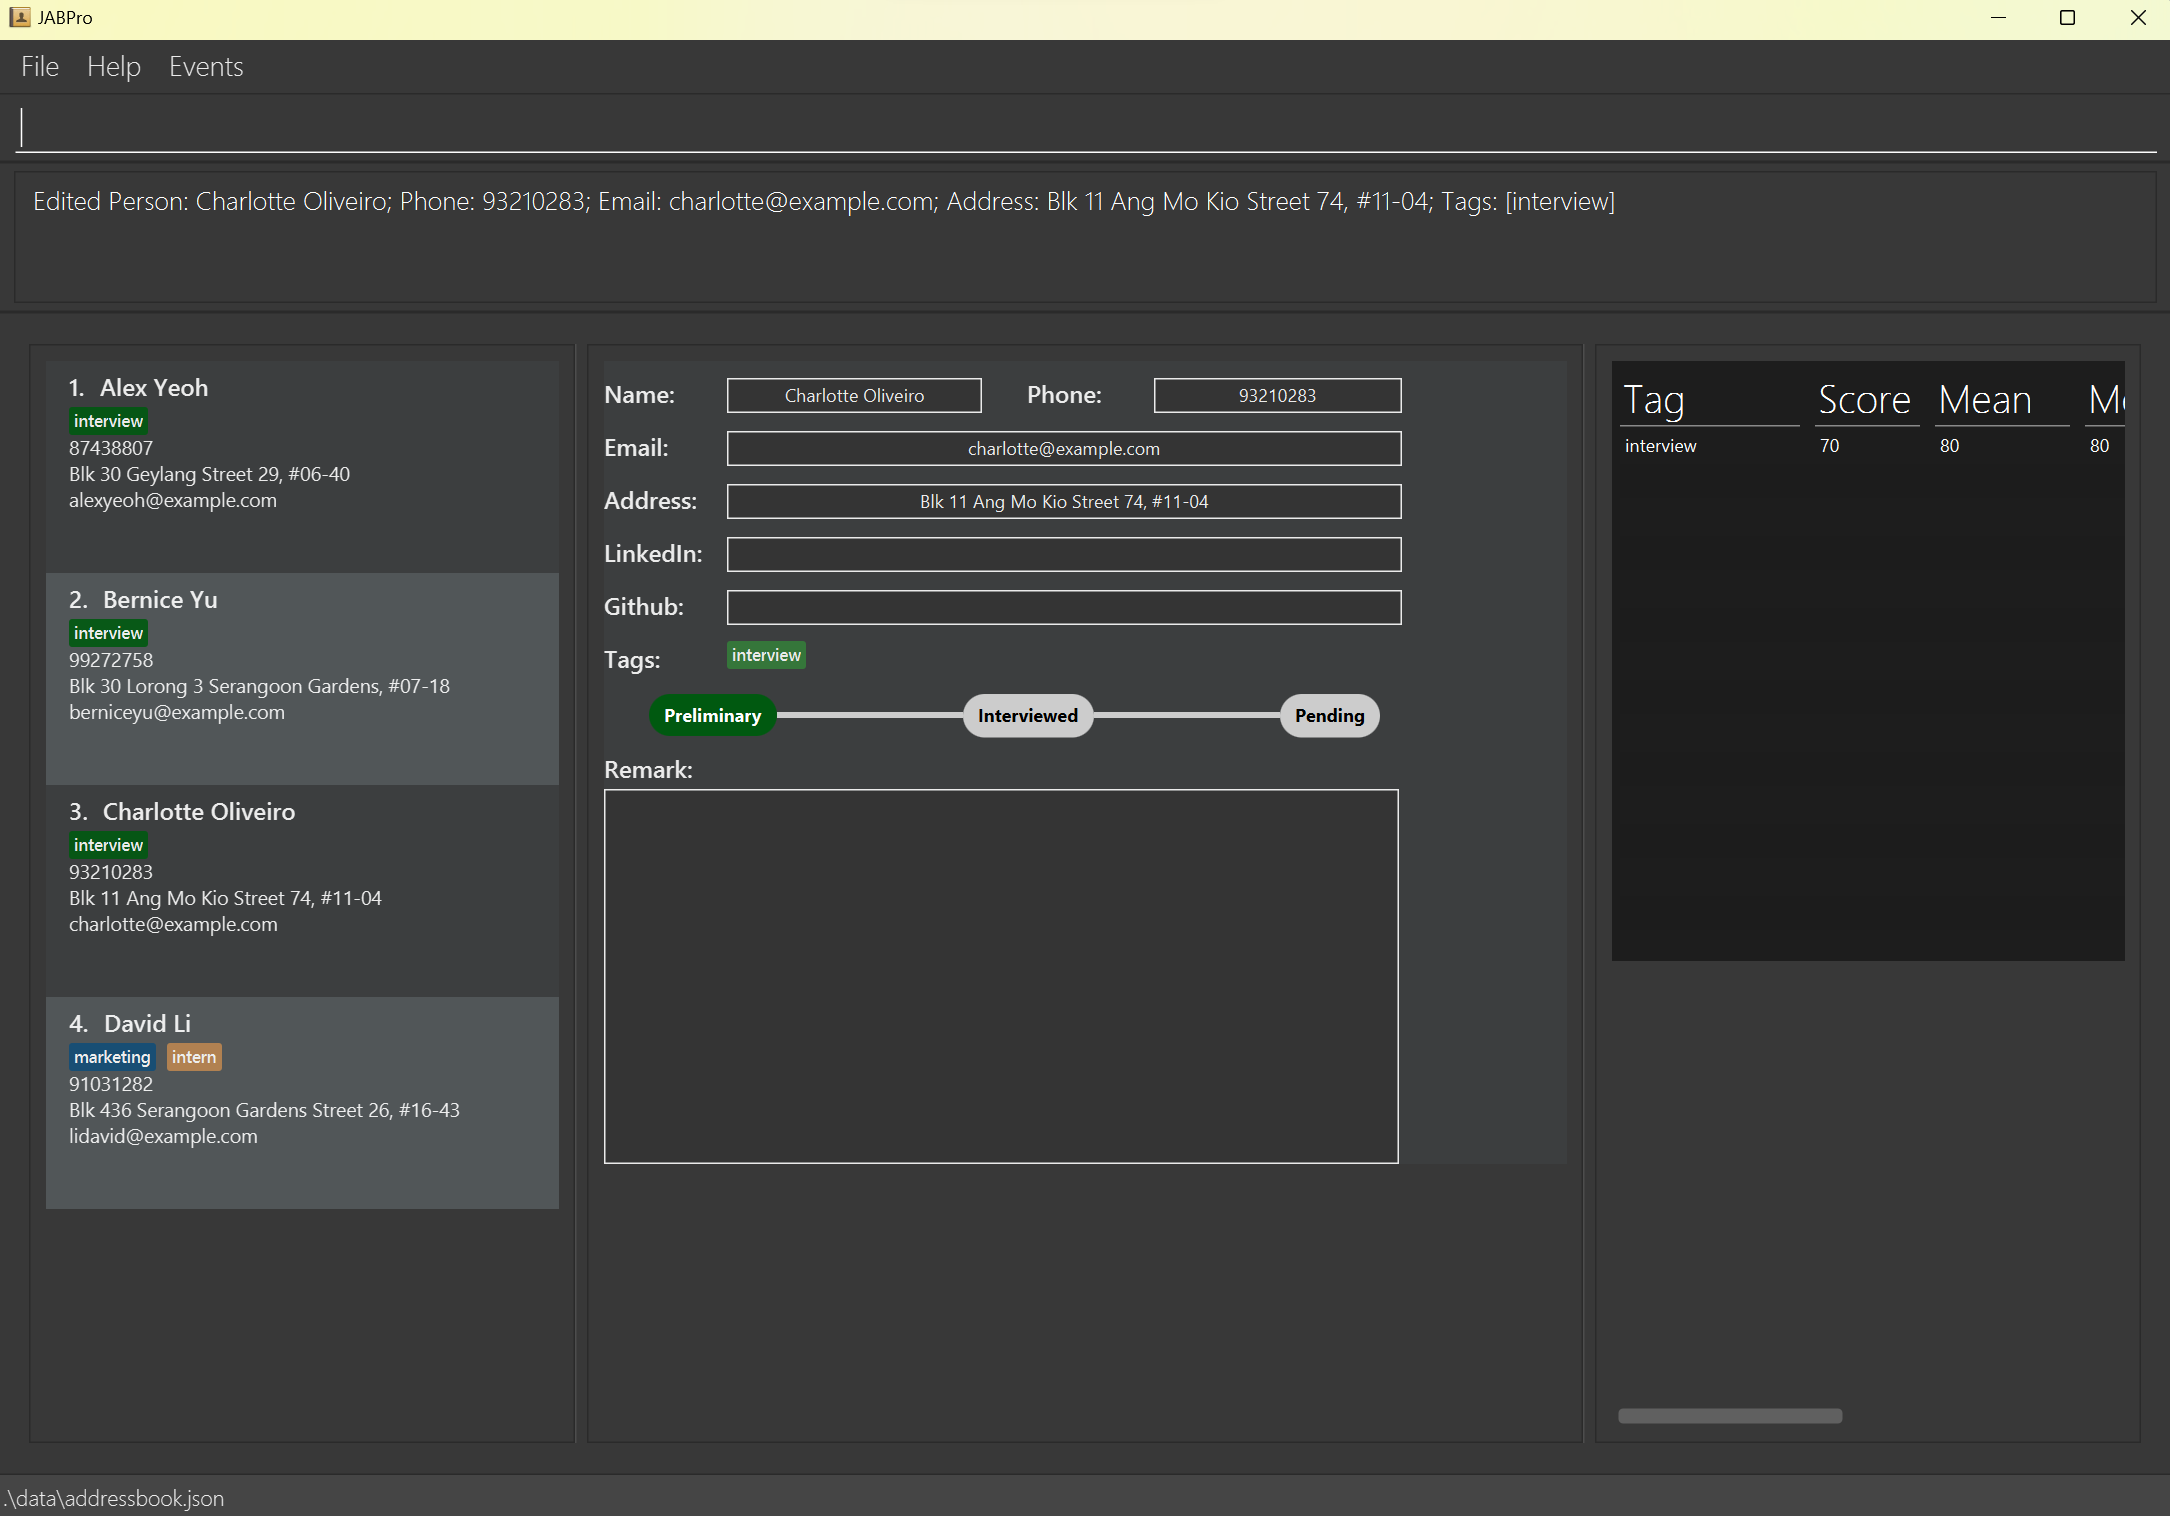 JABPro
File Help Events
Edited Person: Charlotte Oliveiro; Phone: 93210283; Email: charlotte@example.com; Address: Blk 11 Ang Mo Kio Street 74, #11-04; Tags: [interview]
1. Alex Yeoh
interview
87438807
Blk 30 Geylang Street 29, #06-40
alexyeoh@example.com
2. Bernice Yu
interview
99272758
Blk 30 Lorong 3 Serangoon Gardens, #07-18
berniceyu@example.com
3. Charlotte Oliveiro
interview
93210283
Blk 11 Ang Mo Kio Street 74, #11-04
charlotte@example.com
4. David Li
marketing intern
91031282
Blk 436 Serangoon Gardens Street 26, #16-43
lidavid@example.com
Name: Charlotte Oliveiro Phone: 93210283
Email: charlotte@example.com
Address: Blk 11 Ang Mo Kio Street 74, #11-04
LinkedIn:
Github:
Tags: interview
Preliminary Interviewed Pending
Remark:
Tag Score Mean
interview 70 80 80
.\data\addressbook.json